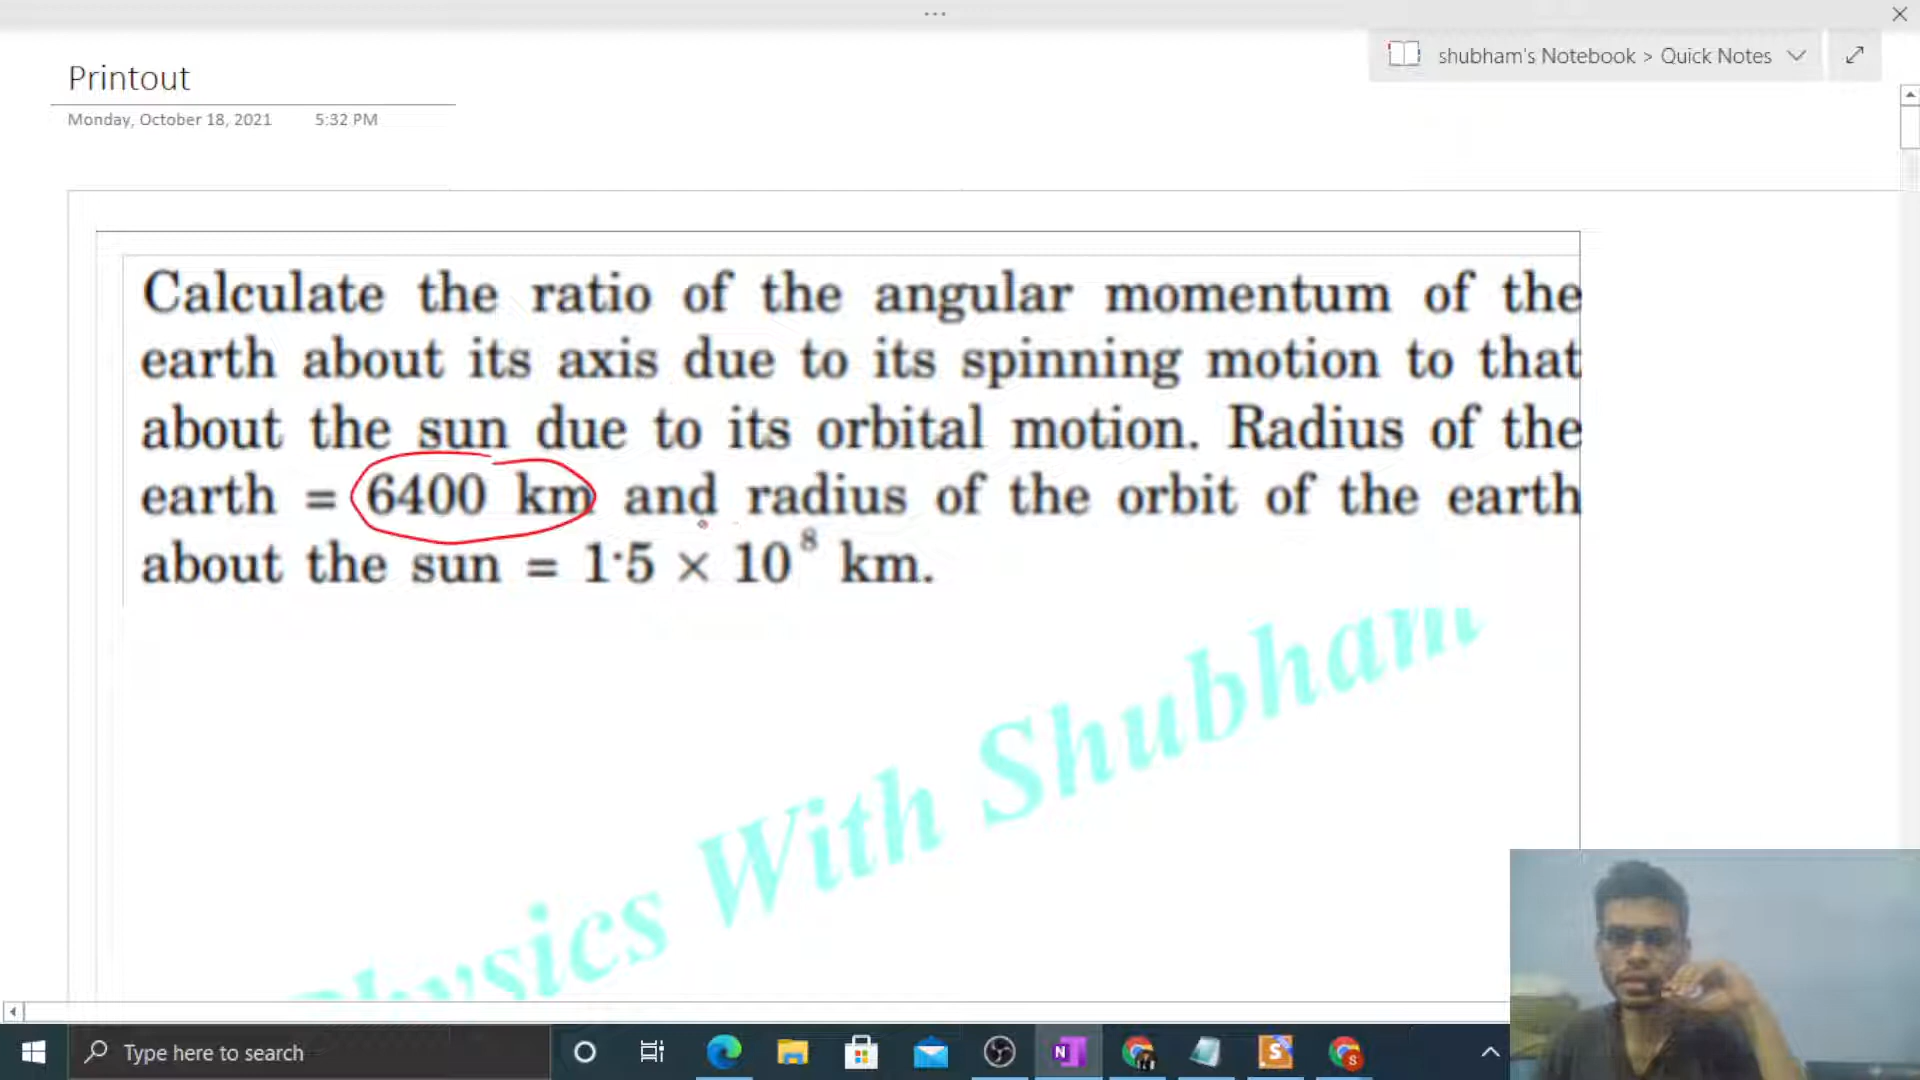 ...
shubham's Notebook > Quick Notes
Printout
Monday, October 18, 2021 5:32 PM
Calculate the ratio of the angular momentum of the
earth about its axis due to its spinning motion to that
about the sun due to its orbital motion. Radius of the
earth = 6400 km and radius of the orbit of the earth
about the sun = 1·5 × 10⁸ km.
Physics With Shubham
Type here to search